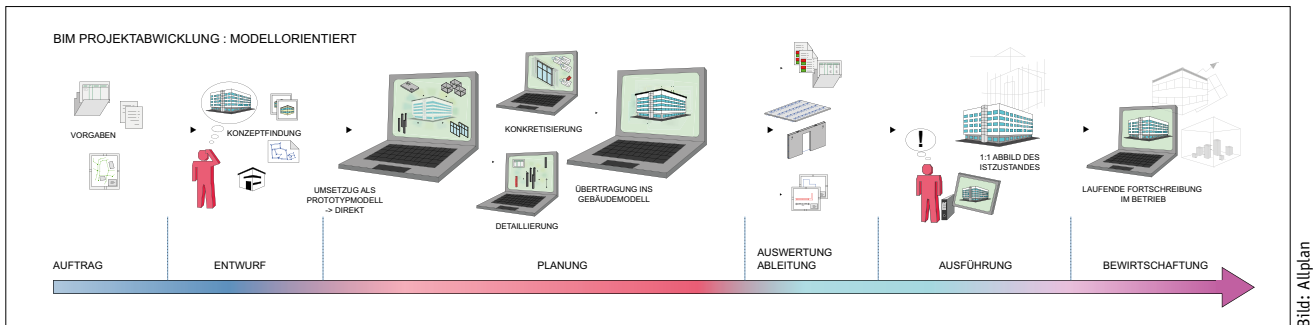 BIM PROJEKTABWICKLUNG : MODELLORIENTIERT
VORGABEN
KONZEPTFINDUNG
UMSETZUG ALS
PROTOTYPMODELL
-> DIREKT
KONKRETISIERUNG
DETAILLIERUNG
ÜBERTRAGUNG INS
GEBÄUDEMODELL
!
1:1 ABBILD DES
ISTZUSTANDES
LAUFENDE FORTSCHREIBUNG
IM BETRIEB
AUFTRAG
ENTWURF
PLANUNG
AUSWERTUNG
ABLEITUNG
AUSFÜHRUNG
BEWIRTSCHAFTUNG
Bild: Allplan